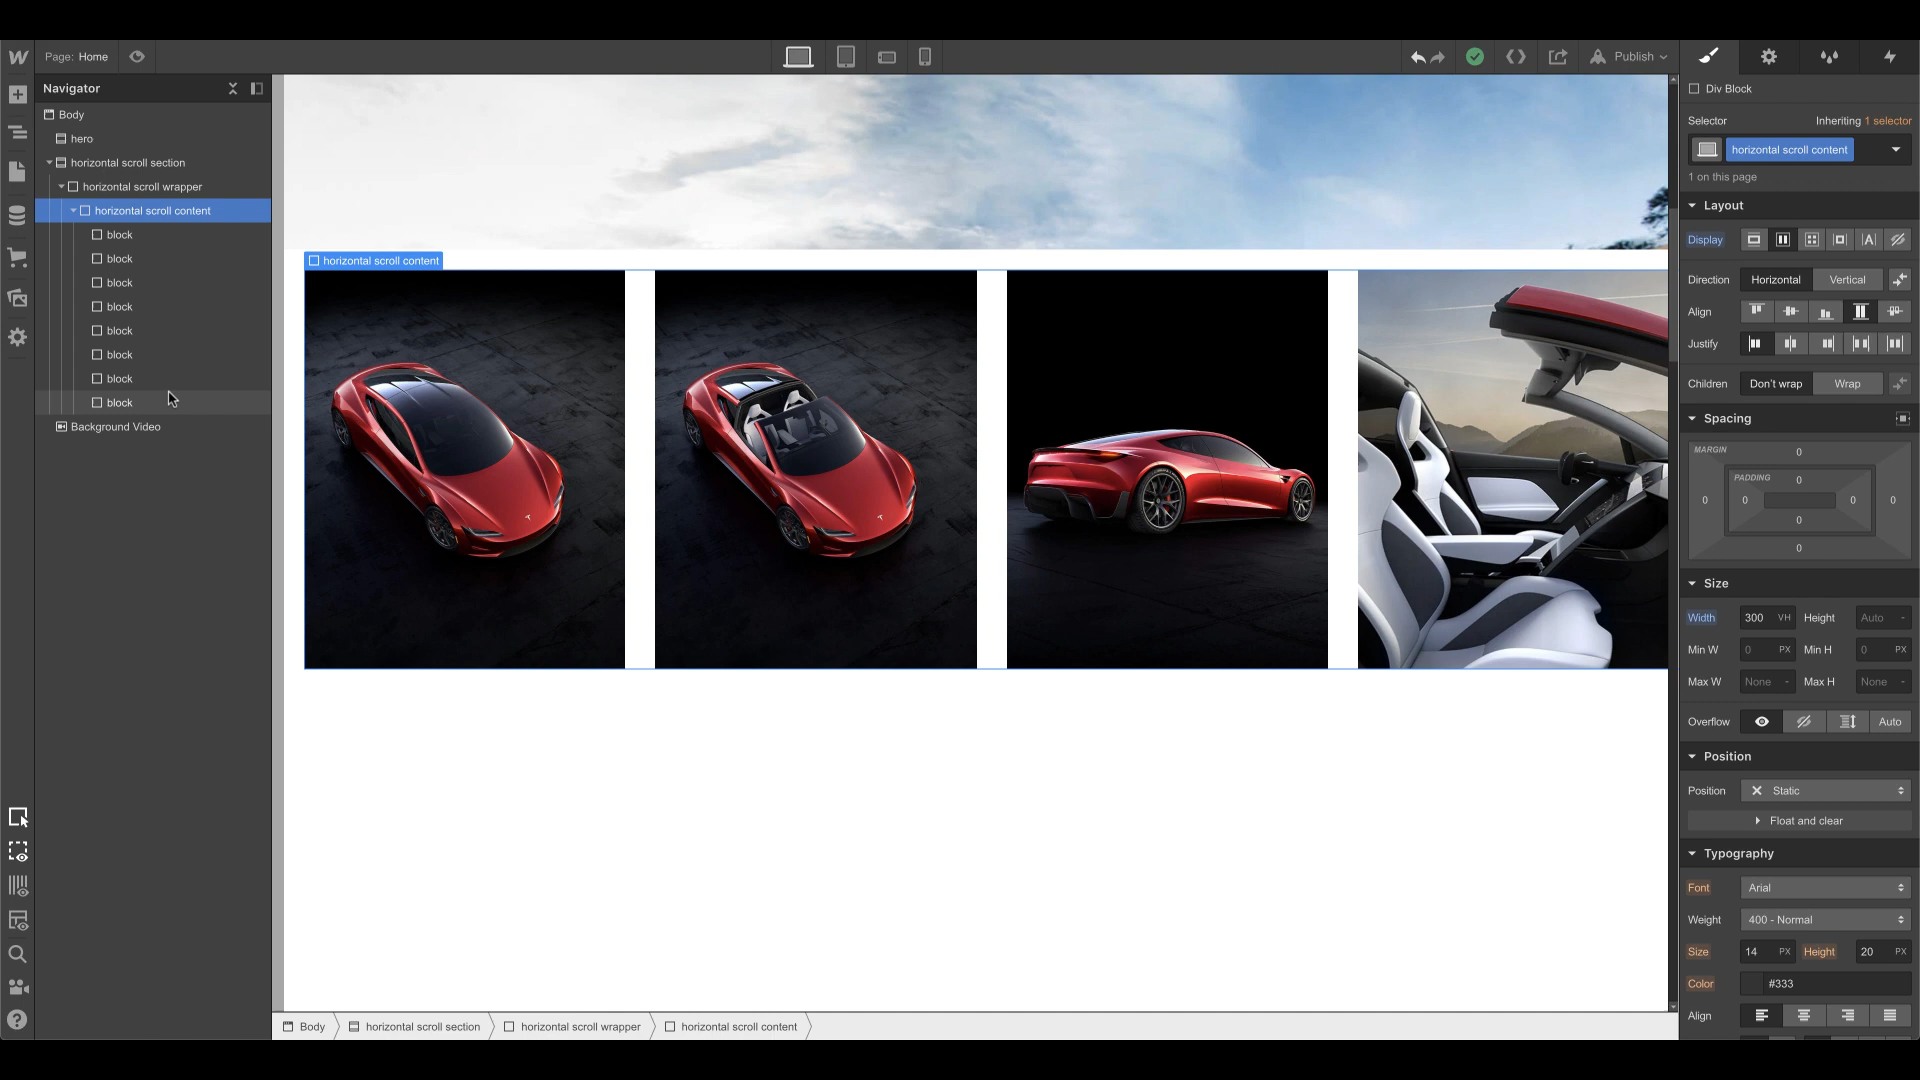 Page: Home
Publish
Navigator
Body
hero
horizontal scroll section
horizontal scroll wrapper
horizontal scroll content
block
block
block
block
block
block
block
block
Background Video
horizontal scroll content
Body
horizontal scroll section
horizontal scroll wrapper
horizontal scroll content
Div Block
Selector Inheriting 1 selector
horizontal scroll content
1 on this page
Layout
Display
Direction Horizontal Vertical
Align
Justify
Children Don't wrap Wrap
Spacing
MARGIN
0
PADDING
0
0 0 0 0
0
0
Size
Width 300 VH Height Auto -
Min W 0 PX Min H 0 PX
Max W None - Max H None -
Overflow Auto
Position
Position Static
Float and clear
Typography
Font Arial
Weight 400 - Normal
Size 14 PX Height 20 PX
Color #333
Align